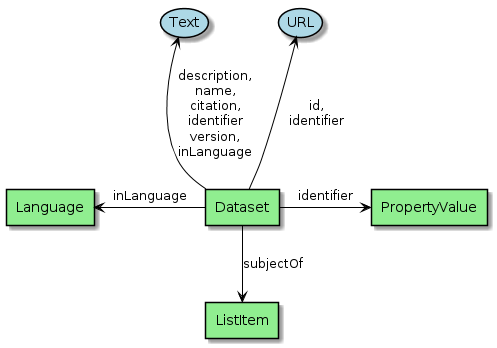 Text
URL
description,
name,
citation,
identifier
version,
inLanguage
id,
identifier
Language
inLanguage
Dataset
identifier
PropertyValue
subjectOf
ListItem